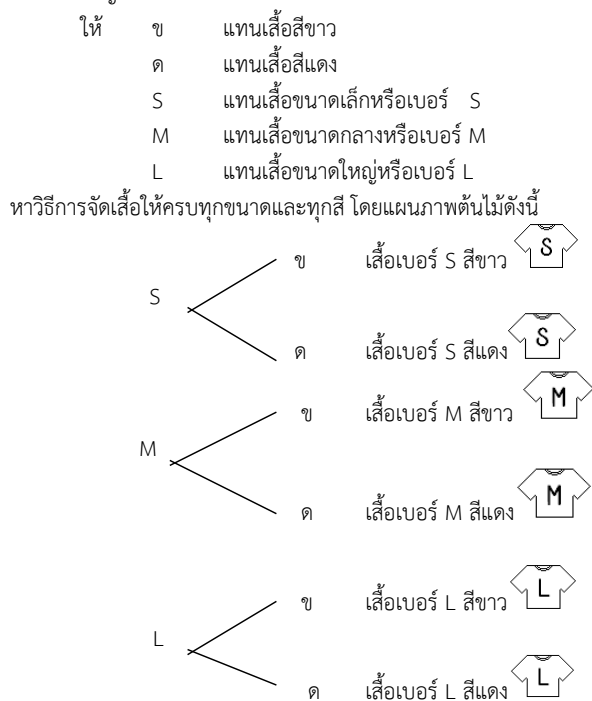 ให้ ข แทนเสื้อสีขาว
ด แทนเสื้อสีแดง
S แทนเสื้อขนาดเล็กหรือเบอร์ S
M แทนเสื้อขนาดกลางหรือเบอร์ M
L แทนเสื้อขนาดใหญ่หรือเบอร์ L
หาวิธีการจัดเสื้อให้ครบทุกขนาดและทุกสี โดยแผนภาพต้นไม้ดังนี้
ข เสื้อเบอร์ S สีขาว S
S
ด เสื้อเบอร์ S สีแดง S
ข เสื้อเบอร์ M สีขาว M
M
ด เสื้อเบอร์ M สีแดง M
ข เสื้อเบอร์ L สีขาว L
L
ด เสื้อเบอร์ L สีแดง L